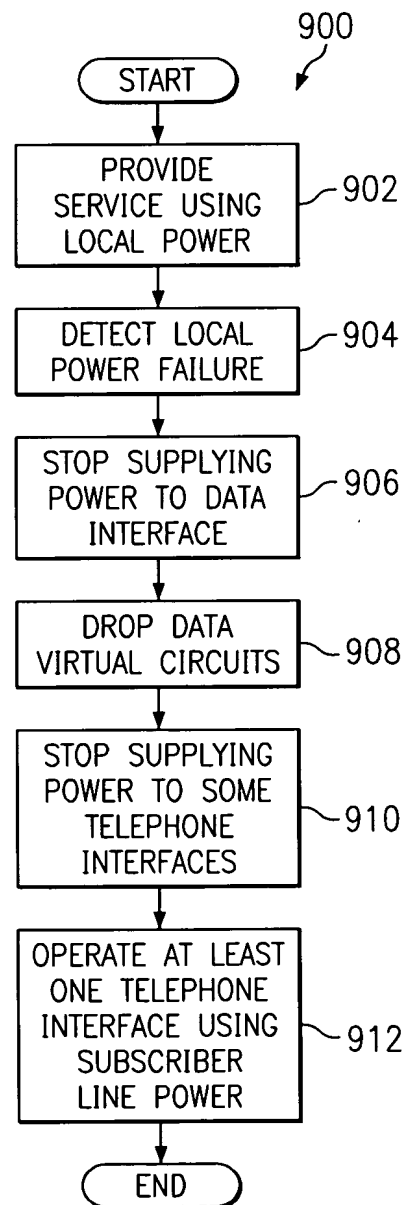 900
START
PROVIDE
SERVICE USING
LOCAL POWER
902
DETECT LOCAL
POWER FAILURE
904
STOP SUPPLYING
POWER TO DATA
INTERFACE
906
DROP DATA
VIRTUAL CIRCUITS
908
STOP SUPPLYING
POWER TO SOME
TELEPHONE
INTERFACES
910
OPERATE AT LEAST
ONE TELEPHONE
INTERFACE USING
SUBSCRIBER
LINE POWER
912
END